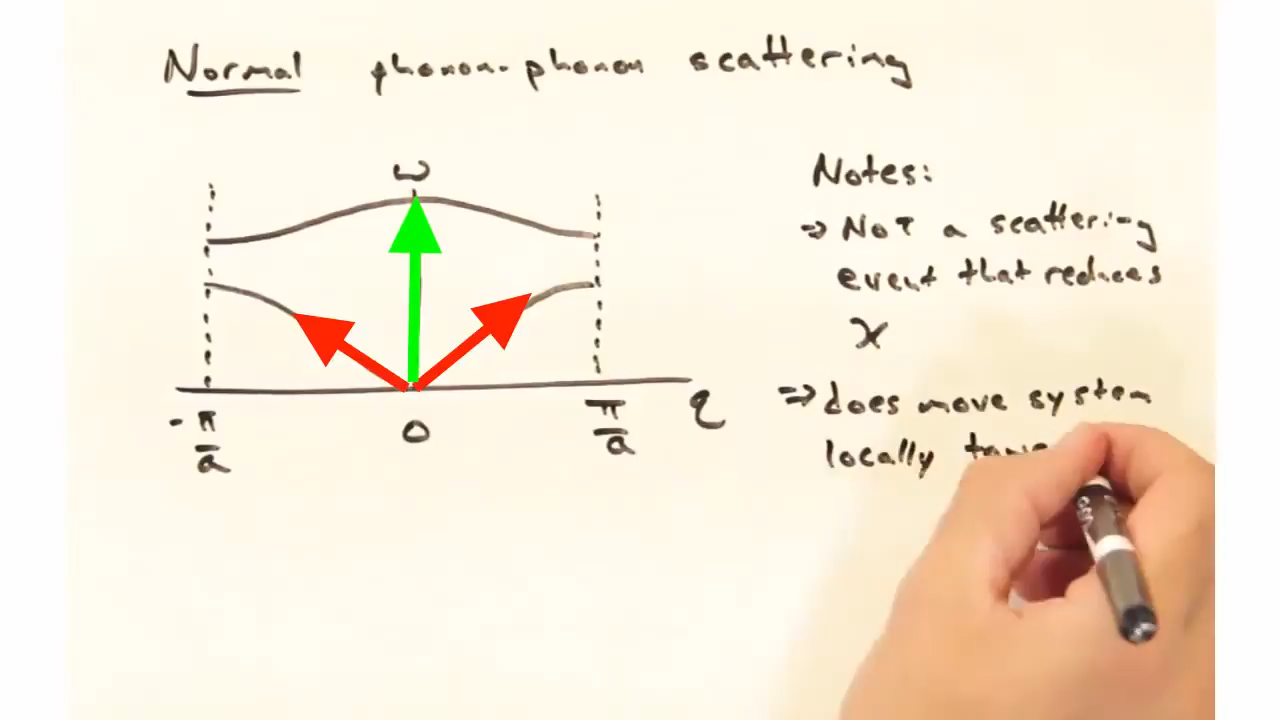 Normal phonon-phonon scattering
ω
-π/a
0
π/a
q
Notes:
⇒ Not a scattering
event that reduces
ϰ
⇒ does move system
locally